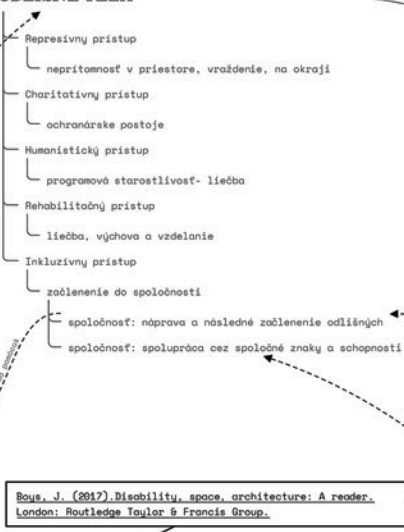 Represívny prístup
neprítomnosť v priestore, vraždenie, na okraji
Charitatívny prístup
ochranárske postoje
Humanistický prístup
programová starostlivosť- liečba
Rehabilitačný prístup
liečba, výchova a vzdelanie
Inkluzívny prístup
začlenenie do spoločnosti
spoločnosť: náprava a následné začlenenie odlišných
spoločnosť: spolupráca cez spoločné znaky a schopnosti
Boys, J. (2017).Disability, space, architecture: A reader.
London: Routledge Taylor & Francis Group.